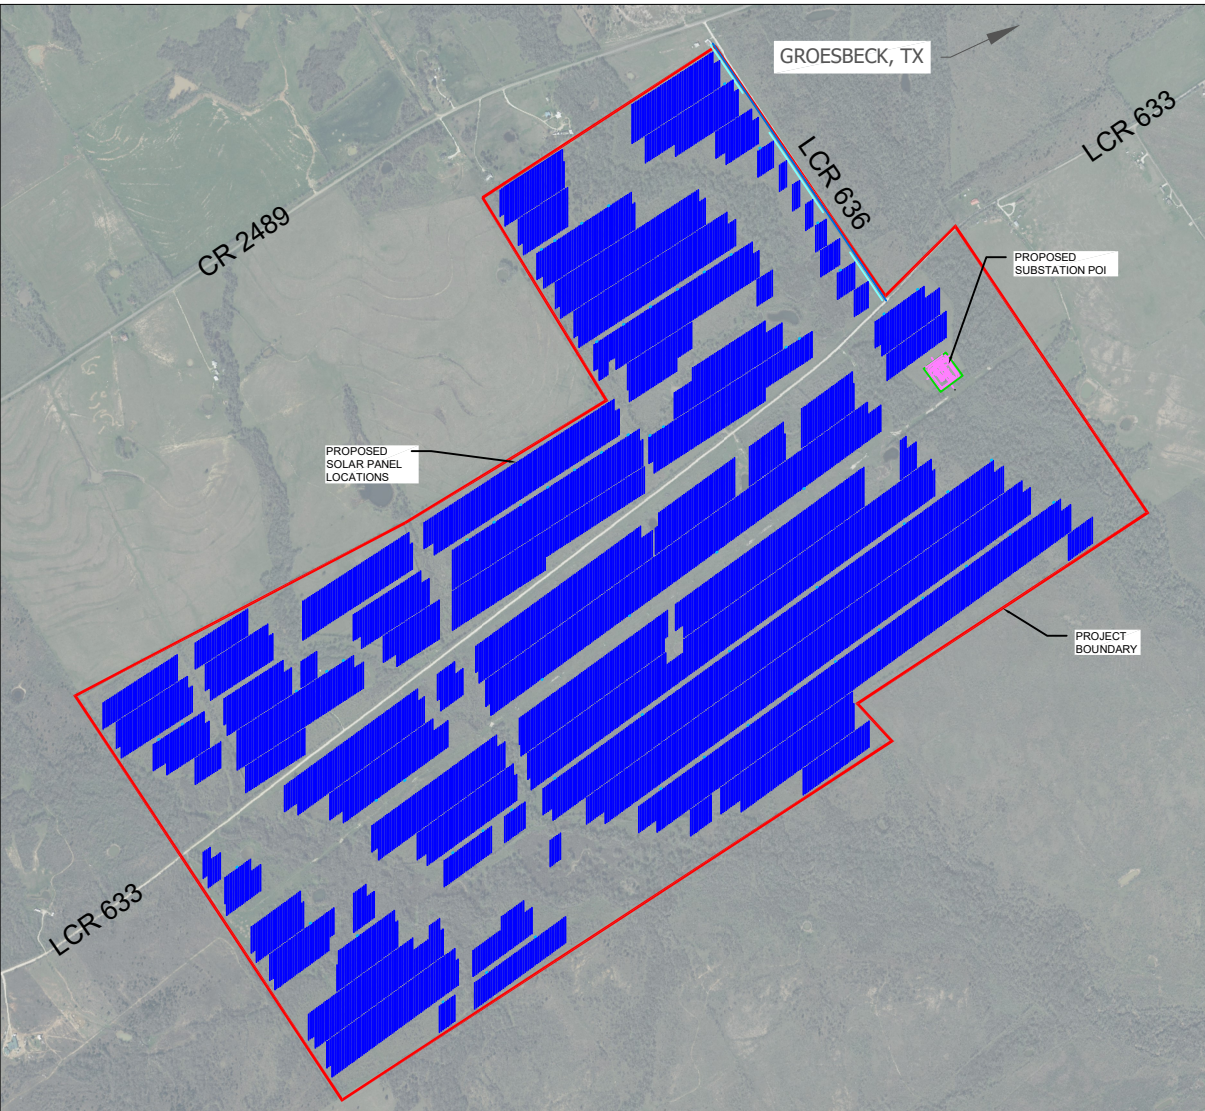 GROESBECK, TX
LCR 633
LCR 636
CR 2489
PROPOSED
SUBSTATION POI
PROPOSED
SOLAR PANEL
LOCATIONS
PROJECT
BOUNDARY
LCR 633